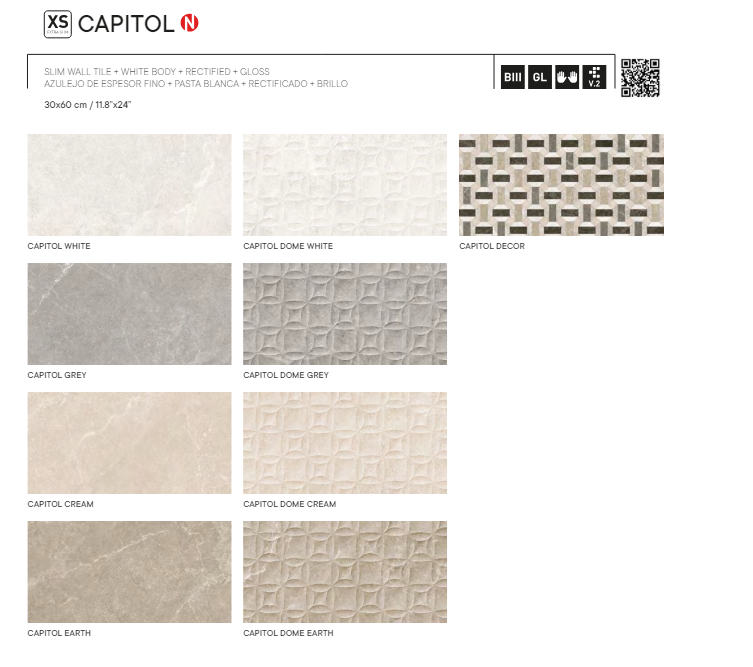 XS CAPITOL N
EXTRA SLIM
SLIM WALL TILE + WHITE BODY + RECTIFIED + GLOSS
AZULEJO DE ESPESOR FINO + PASTA BLANCA + RECTIFICADO + BRILLO
30x60 cm / 11.8"x24"
BIII GL V.2
CAPITOL WHITE
CAPITOL DOME WHITE
CAPITOL DECOR
CAPITOL GREY
CAPITOL DOME GREY
CAPITOL CREAM
CAPITOL DOME CREAM
CAPITOL EARTH
CAPITOL DOME EARTH